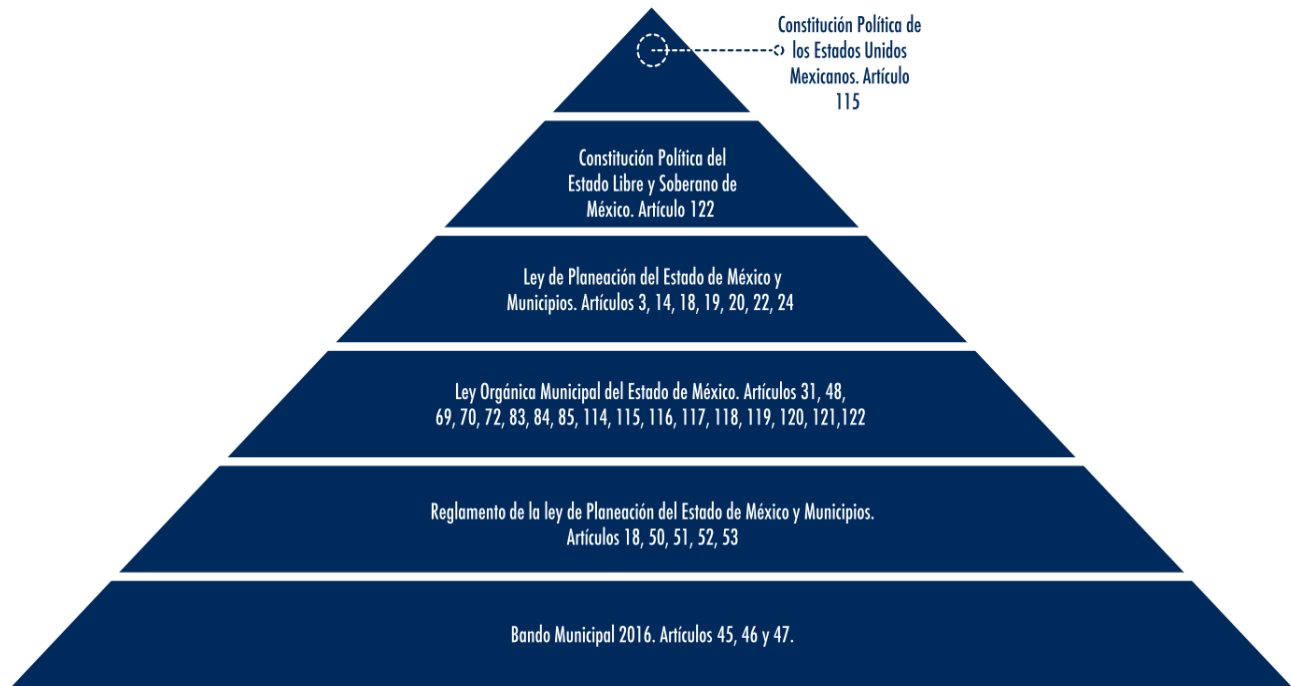 Constitución Política de
los Estados Unidos
Mexicanos. Artículo
115
Constitución Política del
Estado Libre y Soberano de
México. Artículo 122
Ley de Planeación del Estado de México y
Municipios. Artículos 3, 14, 18, 19, 20, 22, 24
Ley Orgánica Municipal del Estado de México. Artículos 31, 48,
69, 70, 72, 83, 84, 85, 114, 115, 116, 117, 118, 119, 120, 121,122
Reglamento de la ley de Planeación del Estado de México y Municipios.
Artículos 18, 50, 51, 52, 53
Bando Municipal 2016. Artículos 45, 46 y 47.